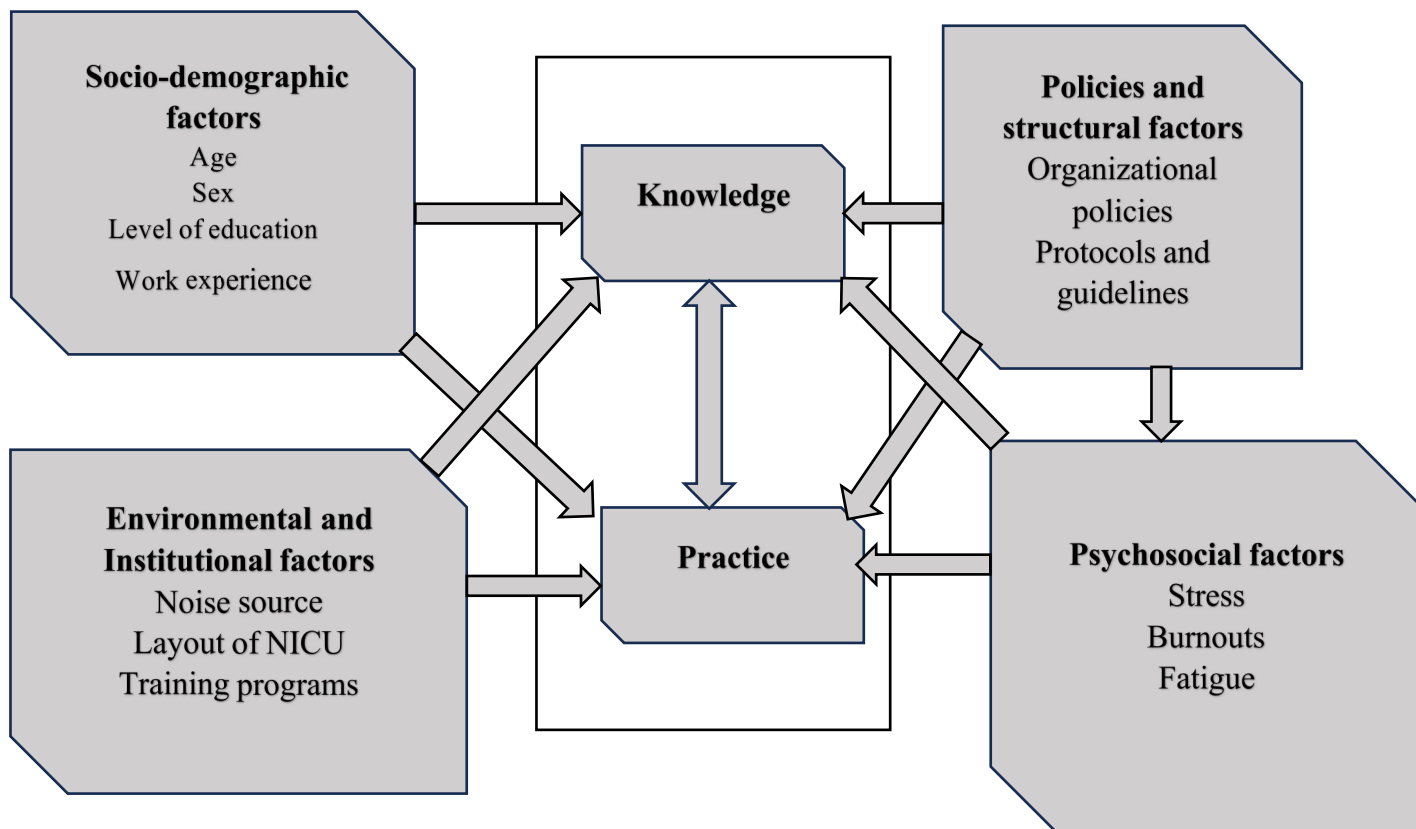 Socio-demographic
factors
Age
Sex
Level of education
Work experience
Knowledge
Policies and
structural factors
Organizational
policies
Protocols and
guidelines
Environmental and
Institutional factors
Noise source
Layout of NICU
Training programs
Practice
Psychosocial factors
Stress
Burnouts
Fatigue